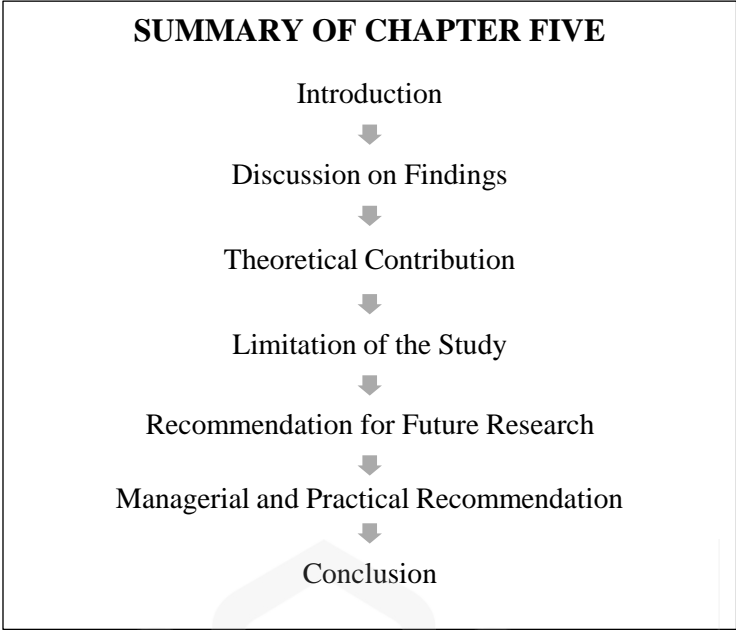 SUMMARY OF CHAPTER FIVE
Introduction
Discussion on Findings
Theoretical Contribution
Limitation of the Study
Recommendation for Future Research
Managerial and Practical Recommendation
Conclusion